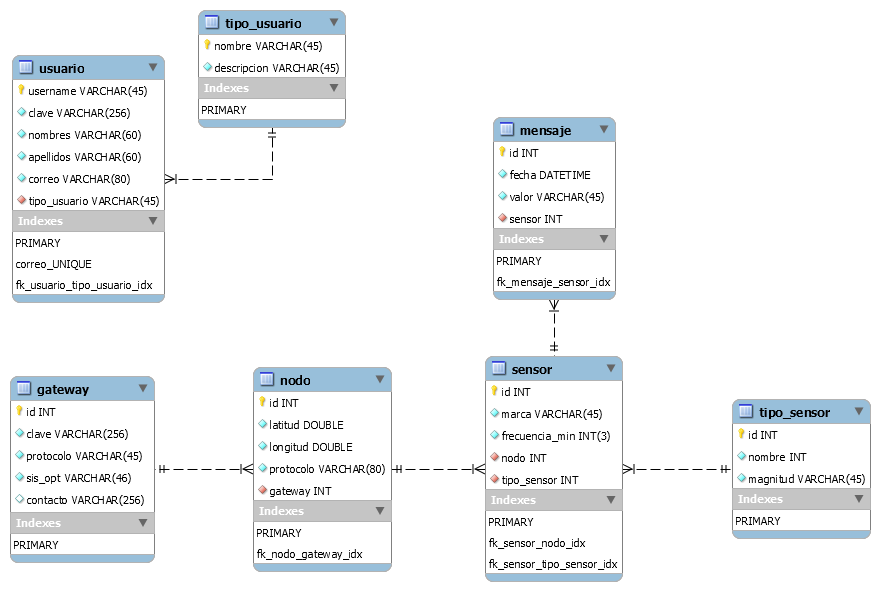 tipo_usuario
nombre VARCHAR(45)
descripcion VARCHAR(45)
Indexes
PRIMARY
usuario
username VARCHAR(45)
clave VARCHAR(256)
nombres VARCHAR(60)
apellidos VARCHAR(60)
correo VARCHAR(80)
tipo_usuario VARCHAR(45)
Indexes
PRIMARY
correo_UNIQUE
fk_usuario_tipo_usuario_idx
mensaje
id INT
fecha DATETIME
valor VARCHAR(45)
sensor INT
Indexes
PRIMARY
fk_mensaje_sensor_idx
gateway
id INT
clave VARCHAR(256)
protocolo VARCHAR(45)
sis_opt VARCHAR(46)
contacto VARCHAR(256)
Indexes
PRIMARY
nodo
id INT
latitud DOUBLE
longitud DOUBLE
protocolo VARCHAR(80)
gateway INT
Indexes
PRIMARY
fk_nodo_gateway_idx
sensor
id INT
marca VARCHAR(45)
frecuencia_min INT(3)
nodo INT
tipo_sensor INT
Indexes
PRIMARY
fk_sensor_nodo_idx
fk_sensor_tipo_sensor_idx
tipo_sensor
id INT
nombre INT
magnitud VARCHAR(45)
Indexes
PRIMARY